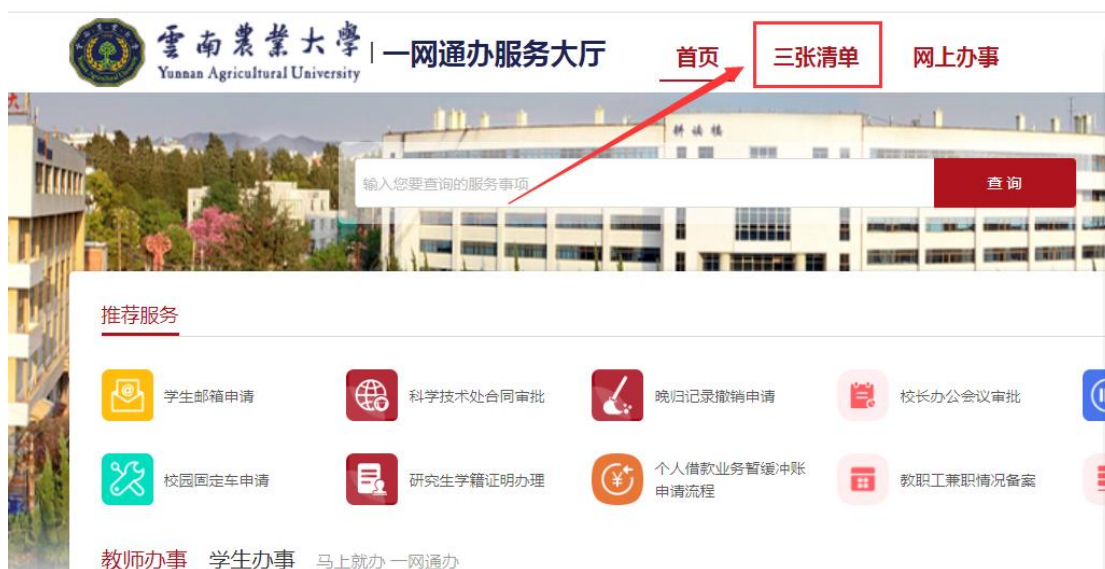 雲南農業大學 一网通办服务大厅 首页 三张清单 网上办事
Yunnan Agricultural University
耕读楼
输入您要查询的服务事项 查询
推荐服务
学生邮箱申请 科学技术处合同审批 晚归记录撤销申请 校长办公会议审批
校园固定车申请 研究生学籍证明办理 个人借款业务暂缓冲账 教职工兼职情况备案
申请流程
教师办事 学生办事 马上就办 一网通办